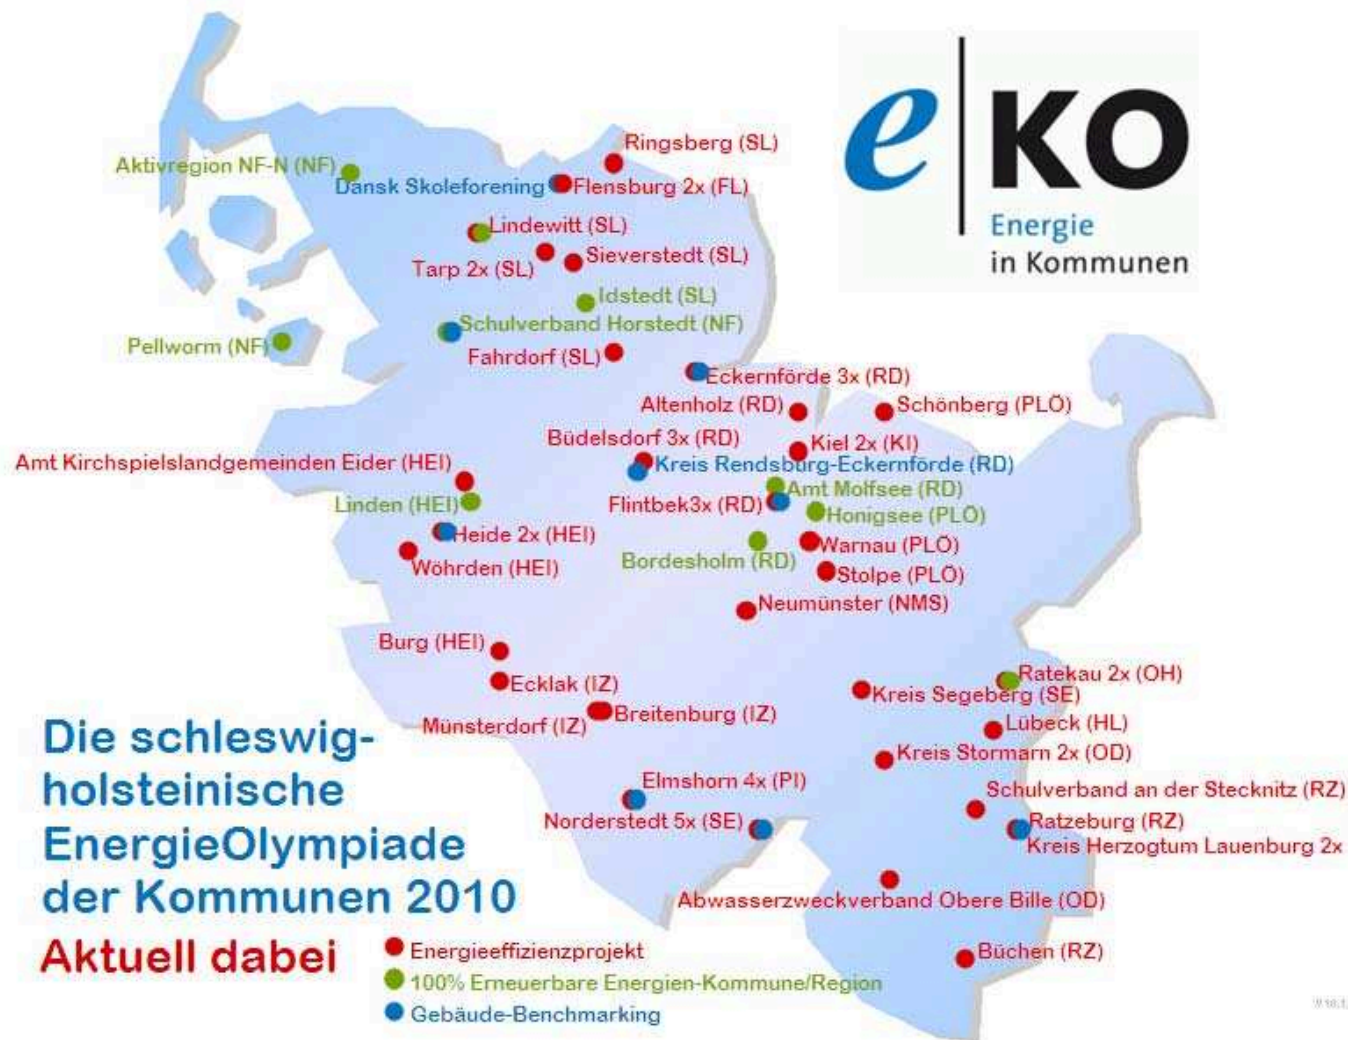 e KO
Energie
in Kommunen
Ringsberg (SL)
Aktivregion NF-N (NF)
Dansk Skoleforening
Flensburg 2x (FL)
Lindewitt (SL)
Sieverstedt (SL)
Tarp 2x (SL)
Idstedt (SL)
Schulverband Horstedt (NF)
Pellworm (NF)
Fahrdorf (SL)
Eckernförde 3x (RD)
Altenholz (RD)
Schönberg (PLÖ)
Büdelsdorf 3x (RD)
Kiel 2x (KI)
Amt Kirchspielslandgemeinden Eider (HEI)
Kreis Rendsburg-Eckernförde (RD)
Amt Molfsee (RD)
Linden (HEI)
Flintbek3x (RD)
Honigsee (PLÖ)
Heide 2x (HEI)
Warnau (PLÖ)
Bordesholm (RD)
Wöhrden (HEI)
Stolpe (PLÖ)
Neumünster (NMS)
Burg (HEI)
Ratekau 2x (OH)
Ecklak (IZ)
Kreis Segeberg (SE)
Breitenburg (IZ)
Münsterdorf (IZ)
Lübeck (HL)
Kreis Stormarn 2x (OD)
Elmshorn 4x (PI)
Schulverband an der Stecknitz (RZ)
Norderstedt 5x (SE)
Ratzeburg (RZ)
Kreis Herzogtum Lauenburg 2x
Abwasserzweckverband Obere Bille (OD)
Büchen (RZ)
Die schleswig-
holsteinische
EnergieOlympiade
der Kommunen 2010
Aktuell dabei
Energieeffizienzprojekt
100% Erneuerbare Energien-Kommune/Region
Gebäude-Benchmarking